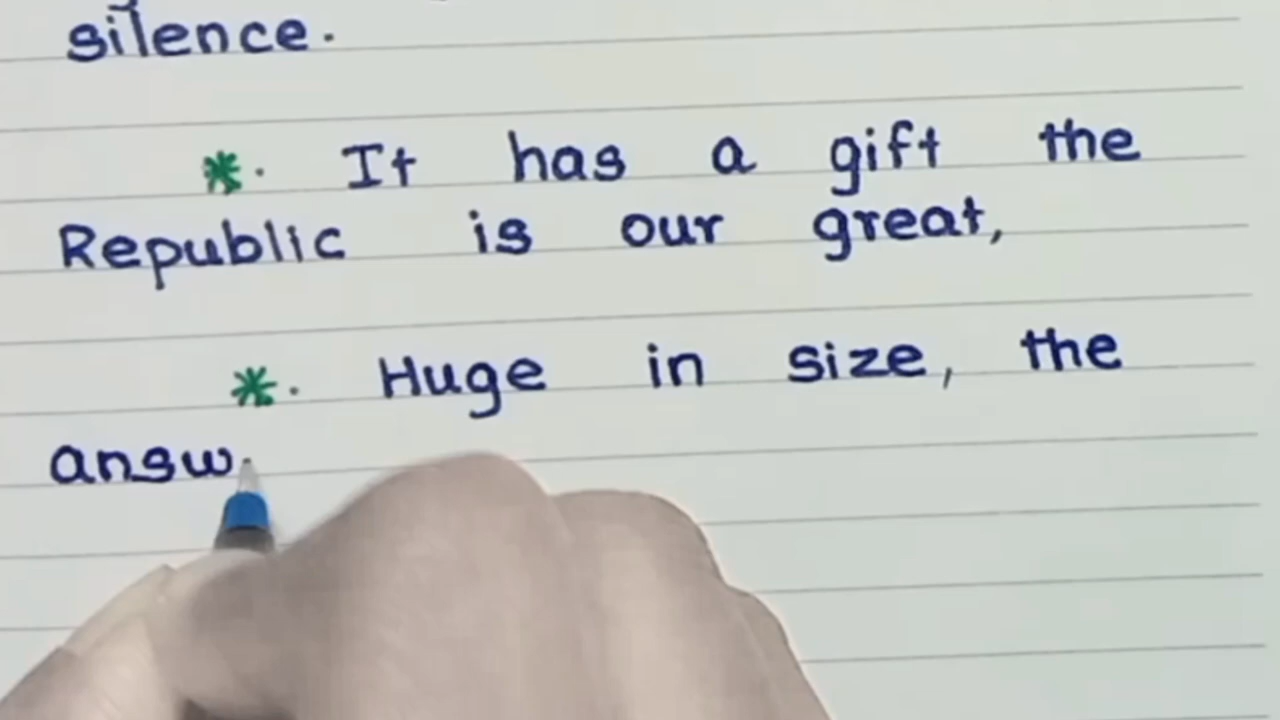 silence.
*. It has a gift the
Republic is our great,
*. Huge in size, the
answ